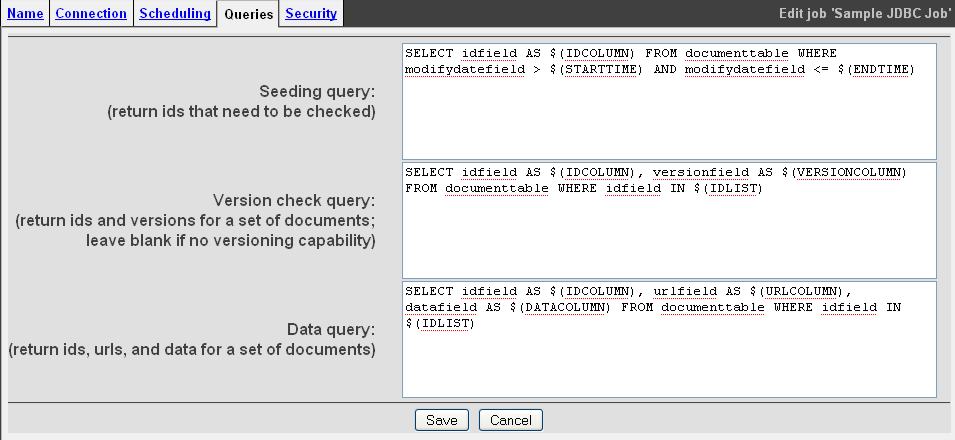 Name Connection Scheduling Queries Security Edit job 'Sample JDBC Job'
Seeding query:
(return ids that need to be checked)
SELECT idfield AS $(IDCOLUMN) FROM documenttable WHERE
modifydatefield > $(STARTTIME) AND modifydatefield <= $(ENDTIME)
Version check query:
(return ids and versions for a set of documents;
leave blank if no versioning capability)
SELECT idfield AS $(IDCOLUMN), versionfield AS $(VERSIONCOLUMN)
FROM documenttable WHERE idfield IN $(IDLIST)
Data query:
(return ids, urls, and data for a set of documents)
SELECT idfield AS $(IDCOLUMN), urlfield AS $(URLCOLUMN),
datafield AS $(DATACOLUMN) FROM documenttable WHERE idfield IN
$(IDLIST)
Save Cancel